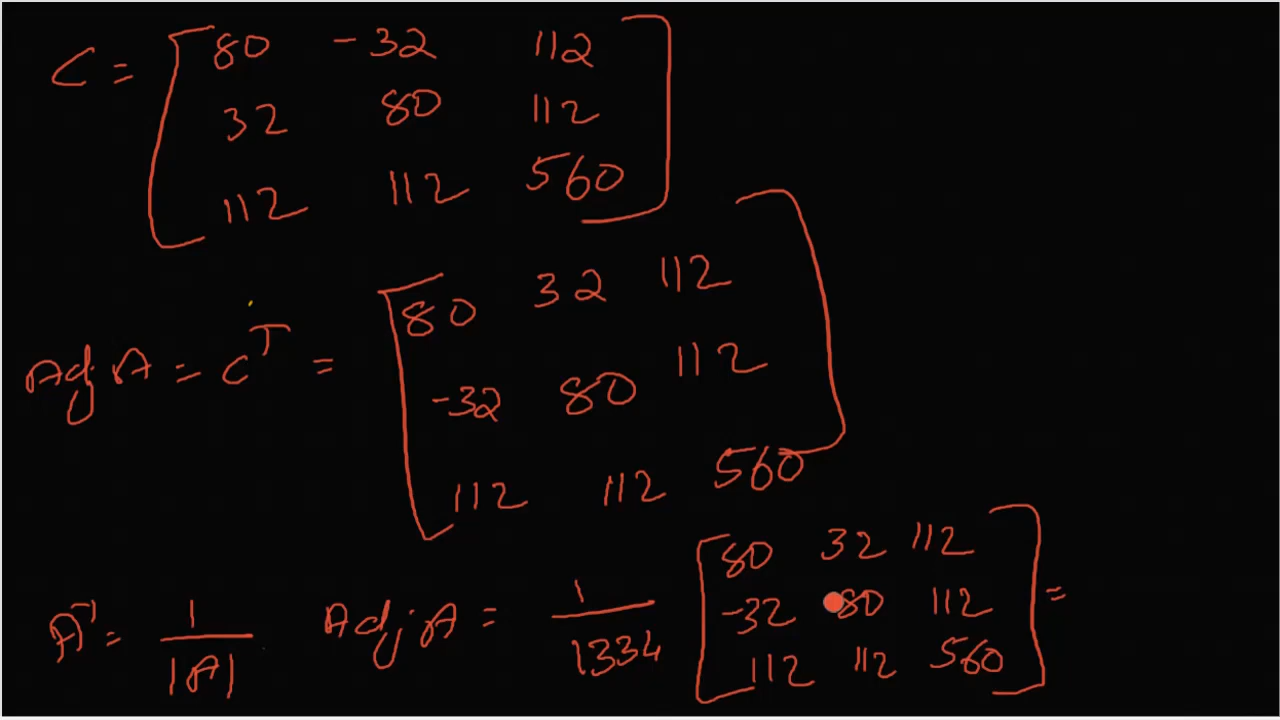 C = [ 80 -32 112
32 80 112
112 112 560 ]
Adj A = C^T = [ 80 32 112
-32 80 112
112 112 560 ]
A^-1 = 1/|A| Adj A = 1/1334 [ 80 32 112
-32 80 112
112 112 560 ] =